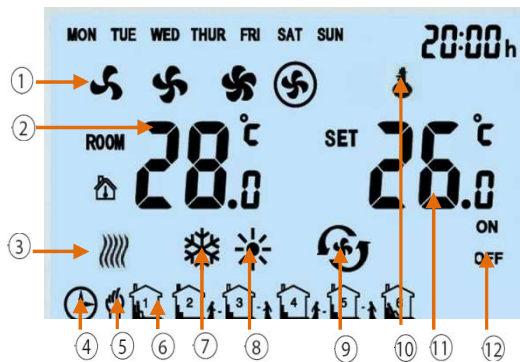 MON TUE WED THUR FRI SAT SUN 20:00h
①
② ROOM 28.0 °C SET 26.0 °C
③ ON
OFF
1 2 3 4 5 6
④ ⑤ ⑥ ⑦ ⑧ ⑨ ⑩ ⑪ ⑫